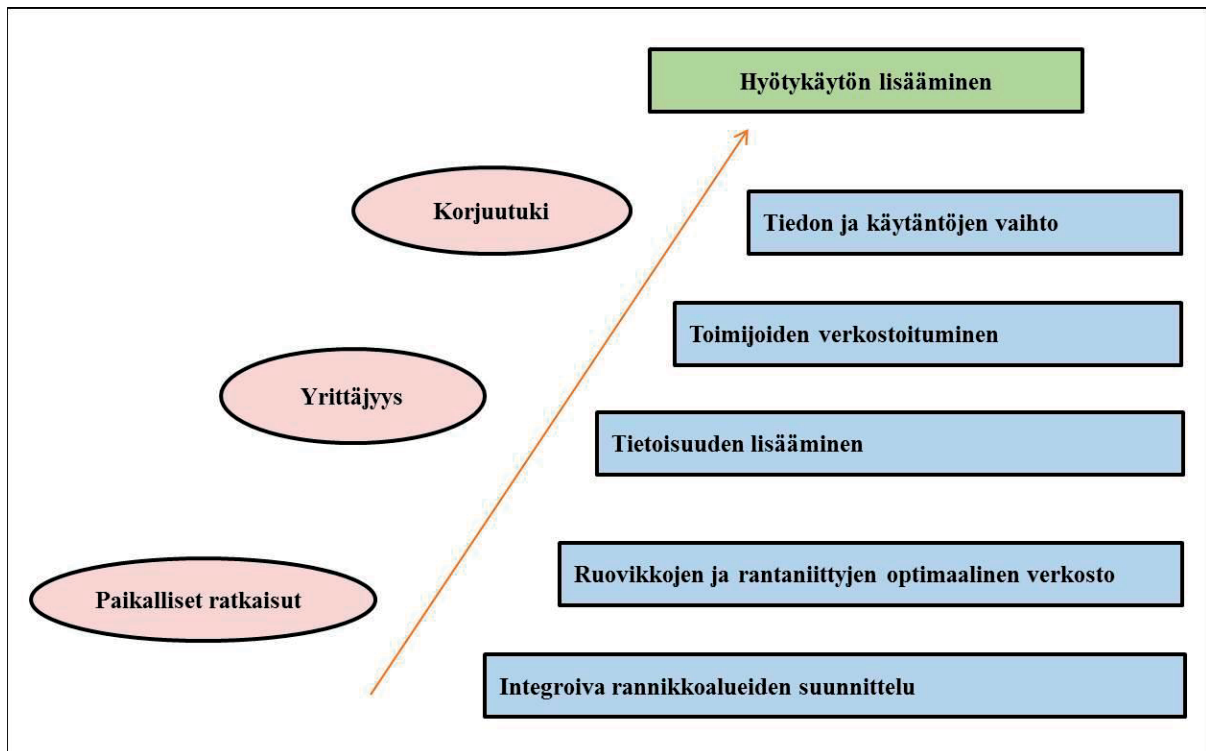 Hyötykäytön lisääminen
Korjuutuki
Tiedon ja käytäntöjen vaihto
Toimijoiden verkostoituminen
Yrittäjyys
Tietoisuuden lisääminen
Ruovikkojen ja rantaniittyjen optimaalinen verkosto
Paikalliset ratkaisut
Integroiva rannikkoalueiden suunnittelu